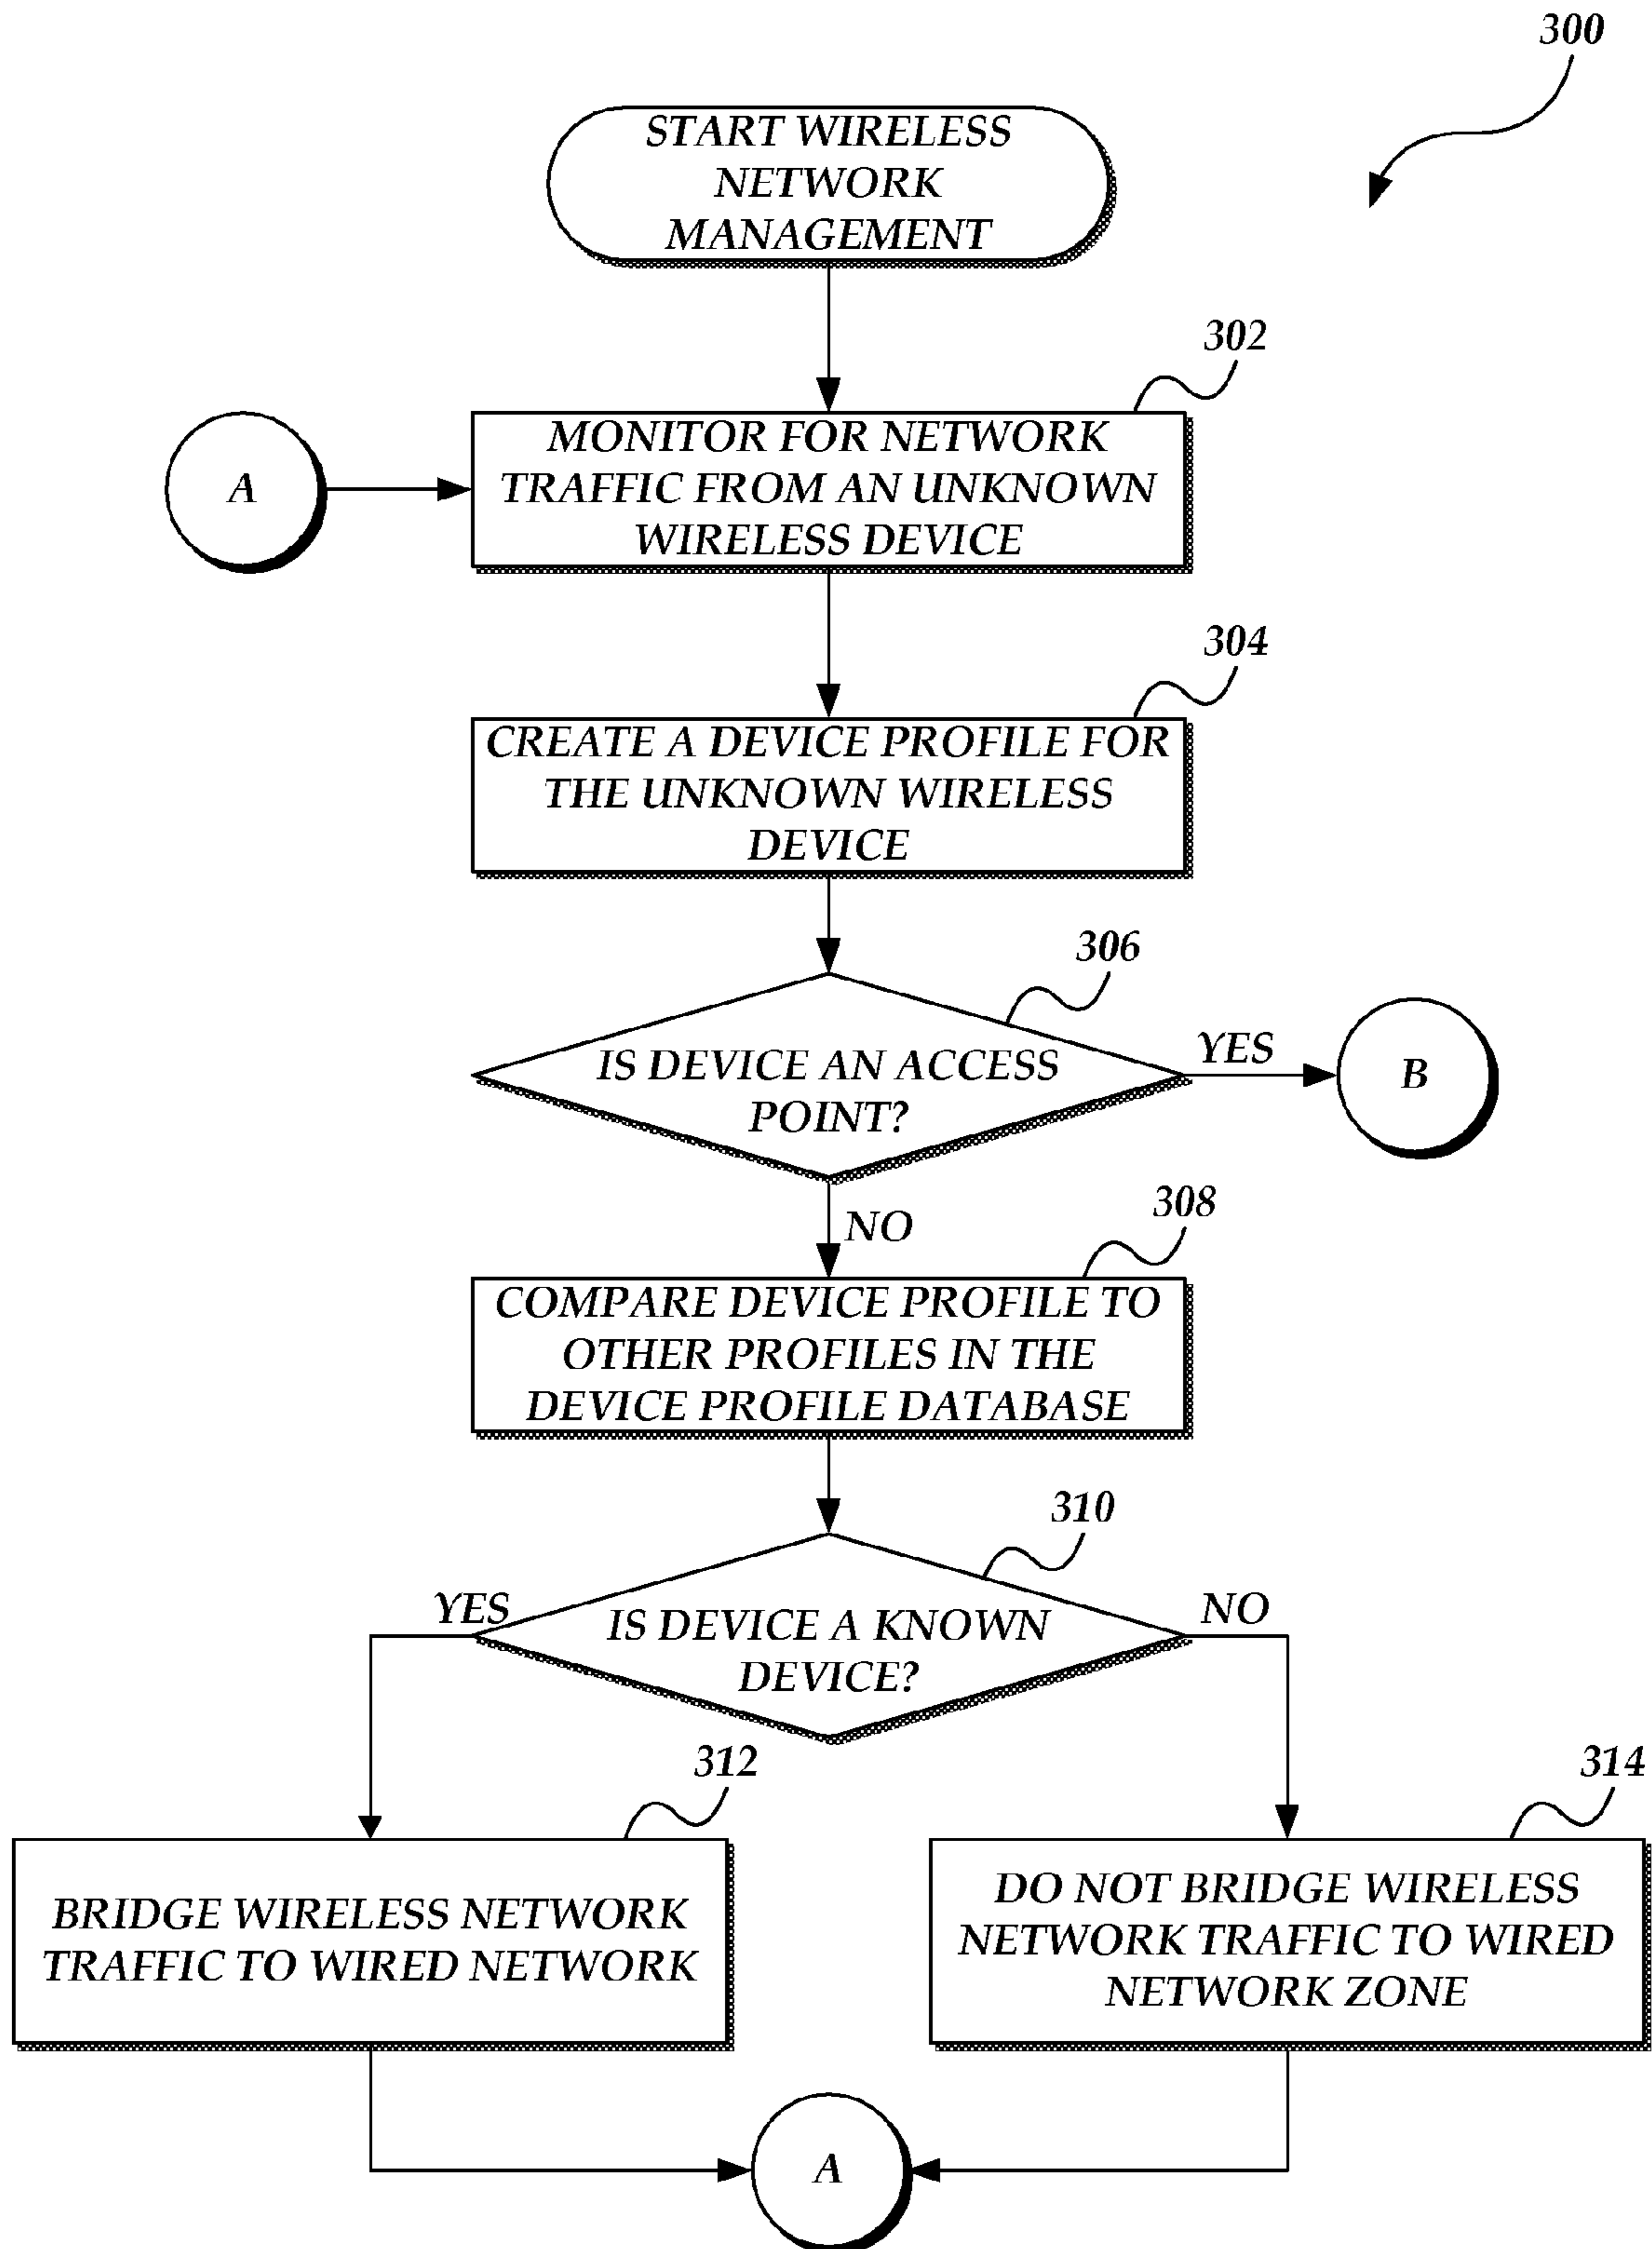 300
START WIRELESS
NETWORK
MANAGEMENT
302
A
MONITOR FOR NETWORK
TRAFFIC FROM AN UNKNOWN
WIRELESS DEVICE
304
CREATE A DEVICE PROFILE FOR
THE UNKNOWN WIRELESS
DEVICE
306
IS DEVICE AN ACCESS
POINT?
YES
B
NO
308
COMPARE DEVICE PROFILE TO
OTHER PROFILES IN THE
DEVICE PROFILE DATABASE
310
YES
IS DEVICE A KNOWN
DEVICE?
NO
312
BRIDGE WIRELESS NETWORK
TRAFFIC TO WIRED NETWORK
314
DO NOT BRIDGE WIRELESS
NETWORK TRAFFIC TO WIRED
NETWORK ZONE
A